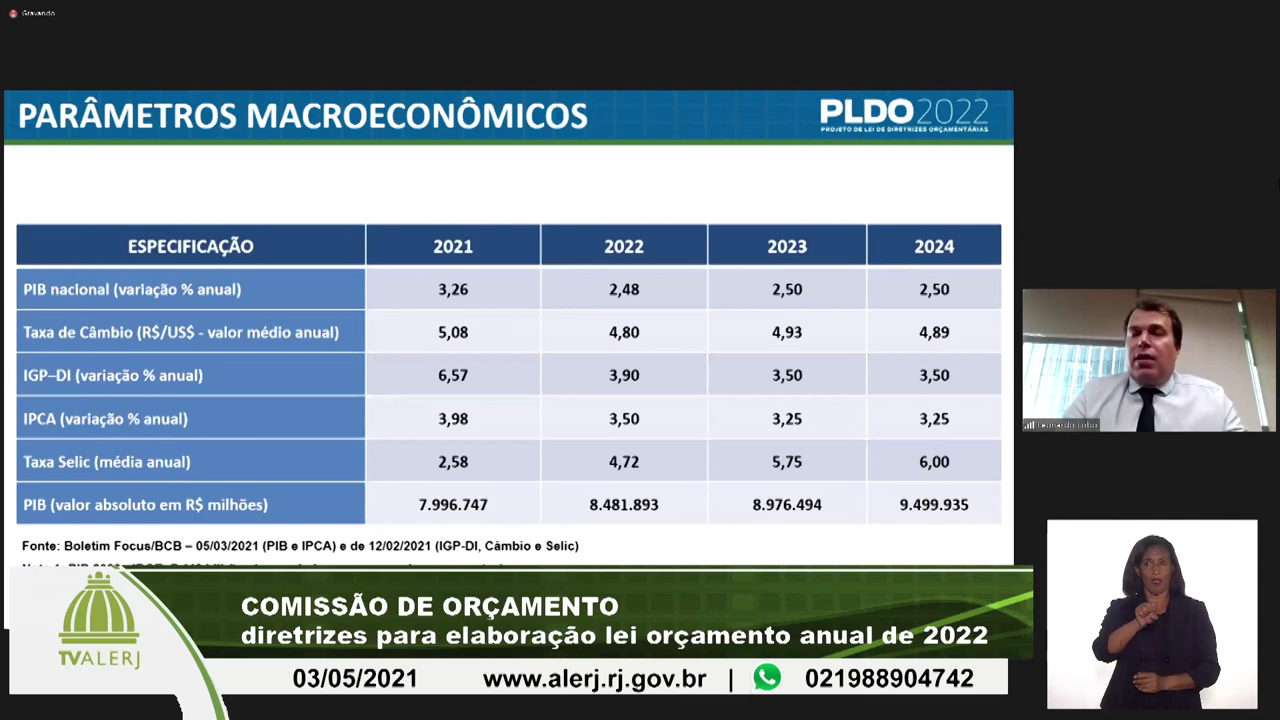 Gravando
PARÂMETROS MACROECONÔMICOS
PLDO2022
PROJETO DE LEI DE DIRETRIZES ORÇAMENTÁRIAS
ESPECIFICAÇÃO 2021 2022 2023 2024
PIB nacional (variação % anual) 3,26 2,48 2,50 2,50
Taxa de Câmbio (R$/US$ - valor médio anual) 5,08 4,80 4,93 4,89
IGP–DI (variação % anual) 6,57 3,90 3,50 3,50
IPCA (variação % anual) 3,98 3,50 3,25 3,25
Taxa Selic (média anual) 2,58 4,72 5,75 6,00
PIB (valor absoluto em R$ milhões) 7.996.747 8.481.893 8.976.494 9.499.935
Fonte: Boletim Focus/BCB – 05/03/2021 (PIB e IPCA) e de 12/02/2021 (IGP-DI, Câmbio e Selic)
Leonardo Lobo
COMISSÃO DE ORÇAMENTO
diretrizes para elaboração lei orçamento anual de 2022
TVALERJ
03/05/2021 www.alerj.rj.gov.br | 021988904742